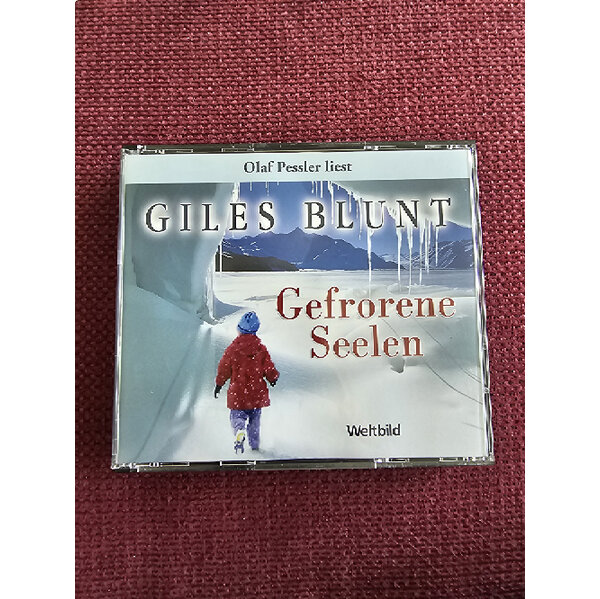 Olaf Pessler liest
GILES BLUNT
Gefrorene
Seelen
Weltbild